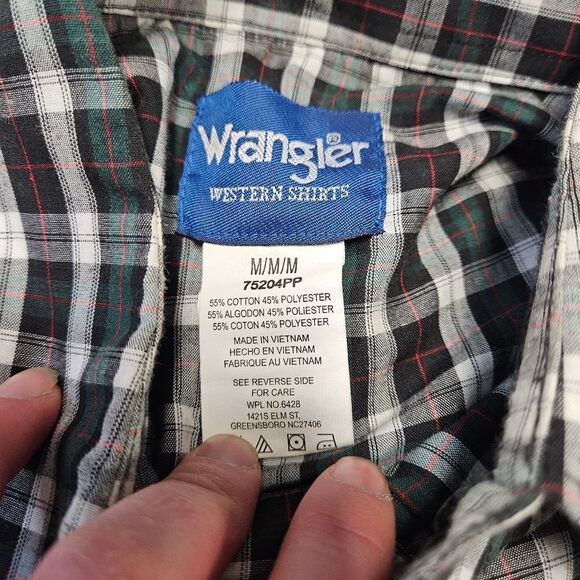 Wrangler®
WESTERN SHIRTS
M/M/M
75204PP
55% COTTON 45% POLYESTER
55% ALGODON 45% POLIESTER
55% COTON 45% POLYESTER
MADE IN VIETNAM
HECHO EN VIETNAM
FABRIQUE AU VIETNAM
SEE REVERSE SIDE
FOR CARE
WPL NO.6428
1421S ELM ST,
GREENSBORO NC27406